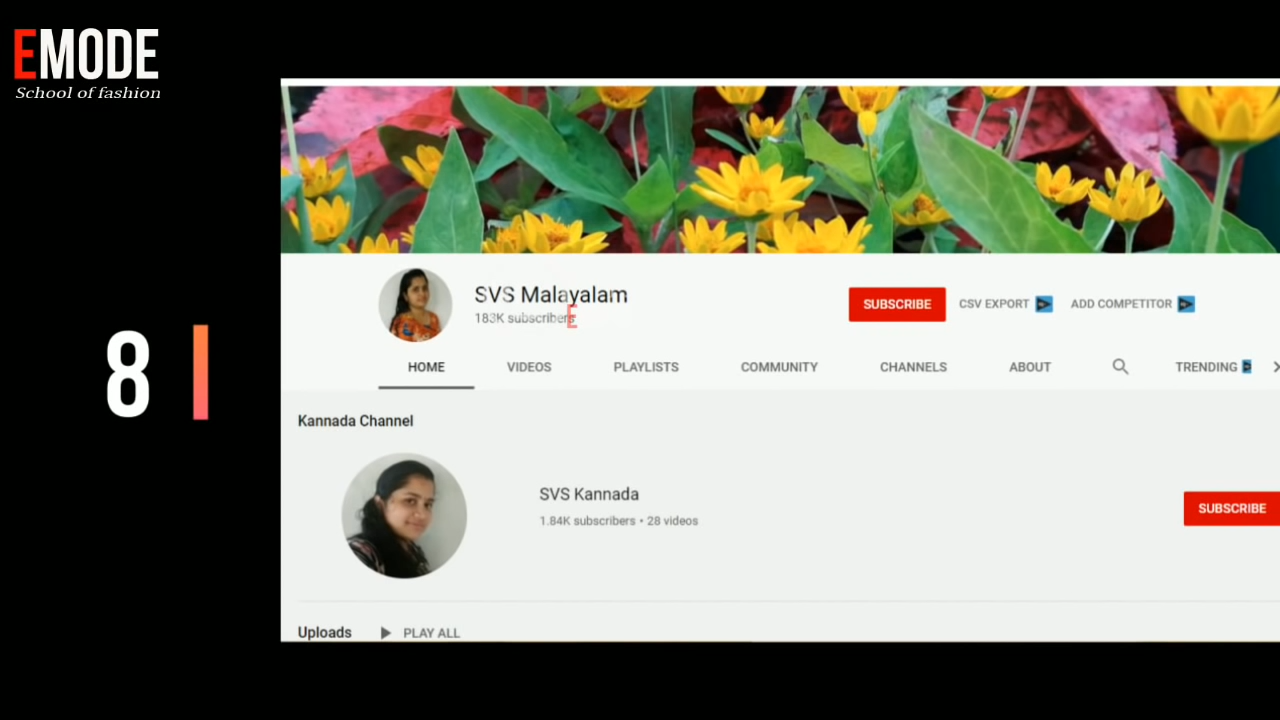 EMODE
School of fashion
8
SVS Malayalam
183K subscribers
SUBSCRIBE
CSV EXPORT
ADD COMPETITOR
HOME
VIDEOS
PLAYLISTS
COMMUNITY
CHANNELS
ABOUT
TRENDING
Kannada Channel
SVS Kannada
1.84K subscribers • 28 videos
SUBSCRIBE
Uploads
PLAY ALL